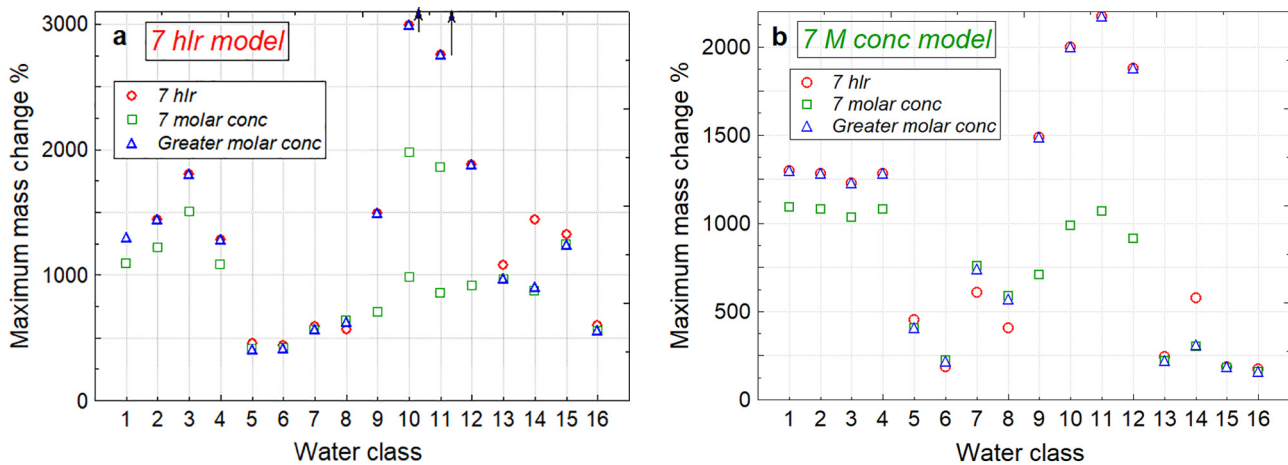 a
7 hlr model
7 hlr
7 molar conc
Greater molar conc
Maximum mass change %
3000
2000
1000
0
1 2 3 4 5 6 7 8 9 10 11 12 13 14 15 16
Water class
b
7 M conc model
7 hlr
7 molar conc
Greater molar conc
Maximum mass change %
2000
1500
1000
500
0
1 2 3 4 5 6 7 8 9 10 11 12 13 14 15 16
Water class